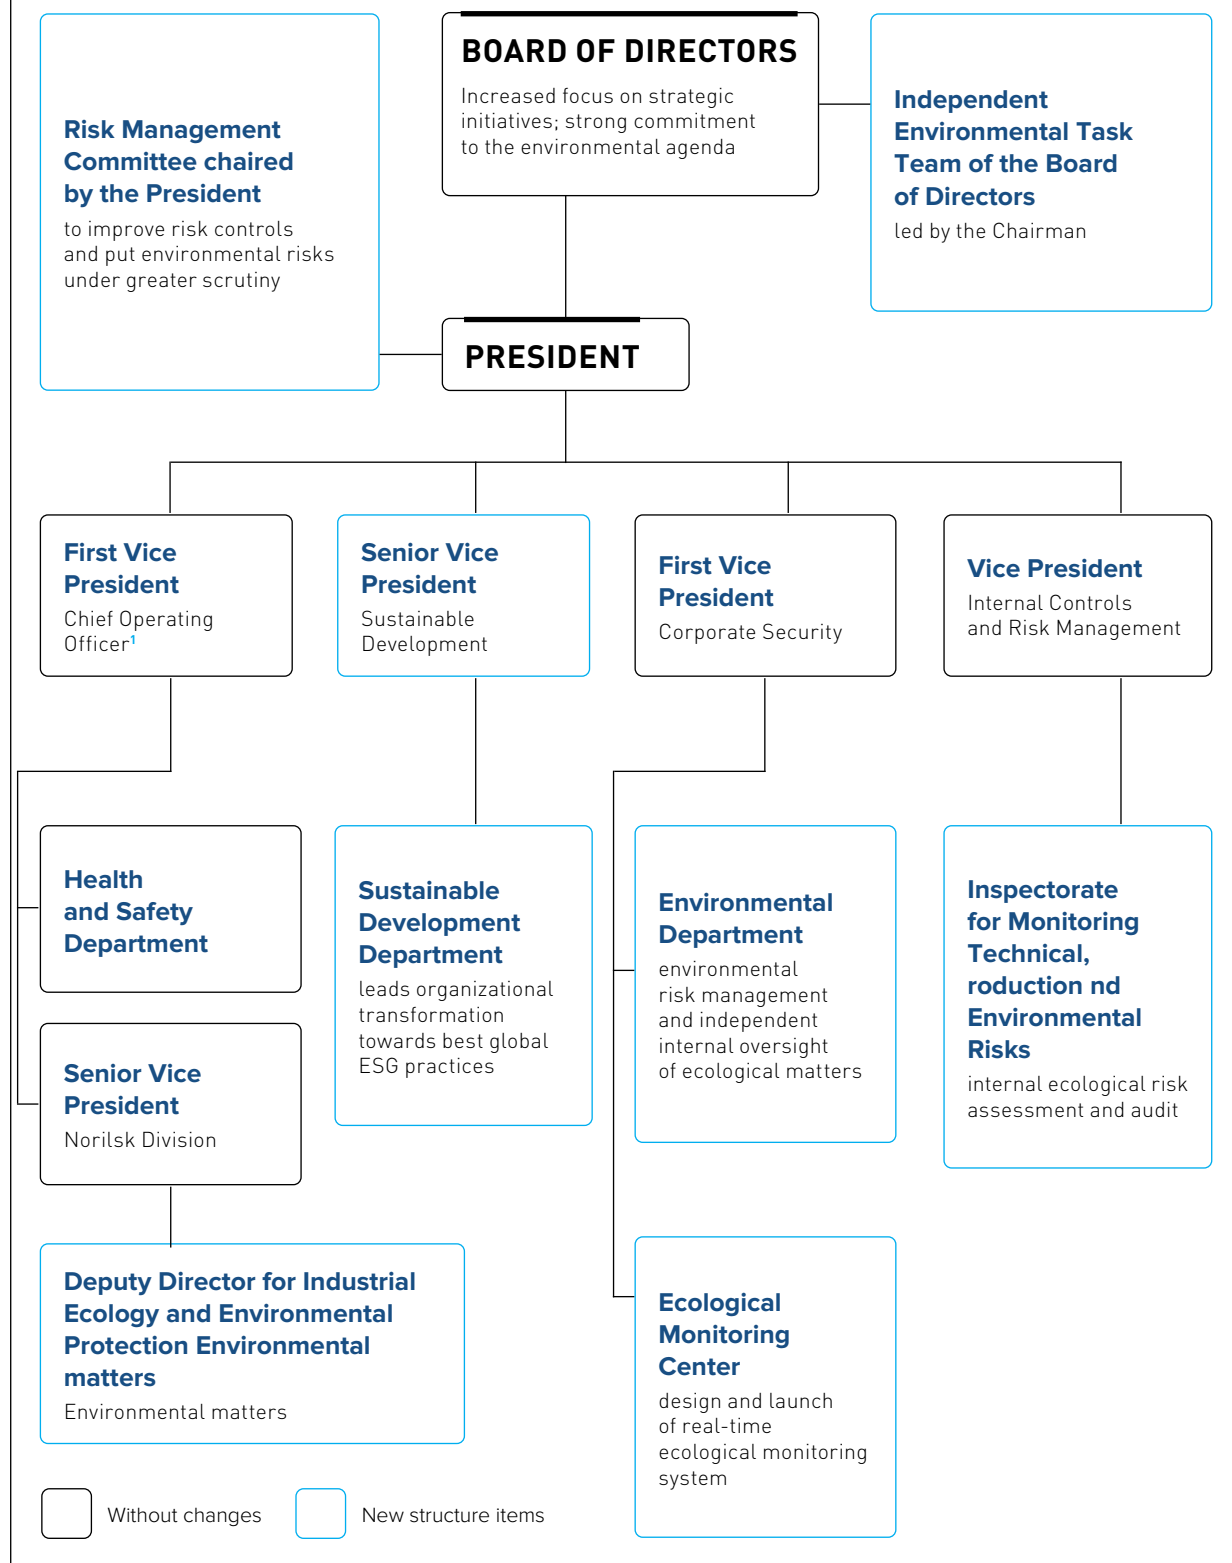 BOARD OF DIRECTORS
Increased focus on strategic
initiatives; strong commitment
to the environmental agenda
Risk Management
Committee chaired
by the President
to improve risk controls
and put environmental risks
under greater scrutiny
Independent
Environmental Task
Team of the Board
of Directors
led by the Chairman
PRESIDENT
First Vice
President
Chief Operating
Officer¹
Senior Vice
President
Sustainable
Development
First Vice
President
Corporate Security
Vice President
Internal Controls
and Risk Management
Health
and Safety
Department
Sustainable
Development
Department
leads organizational
transformation
towards best global
ESG practices
Environmental
Department
environmental
risk management
and independent
internal oversight
of ecological matters
Inspectorate
for Monitoring
Technical,
roduction nd
Environmental
Risks
internal ecological risk
assessment and audit
Senior Vice
President
Norilsk Division
Deputy Director for Industrial
Ecology and Environmental
Protection Environmental
matters
Environmental matters
Ecological
Monitoring
Center
design and launch
of real-time
ecological monitoring
system
Without changes
New structure items